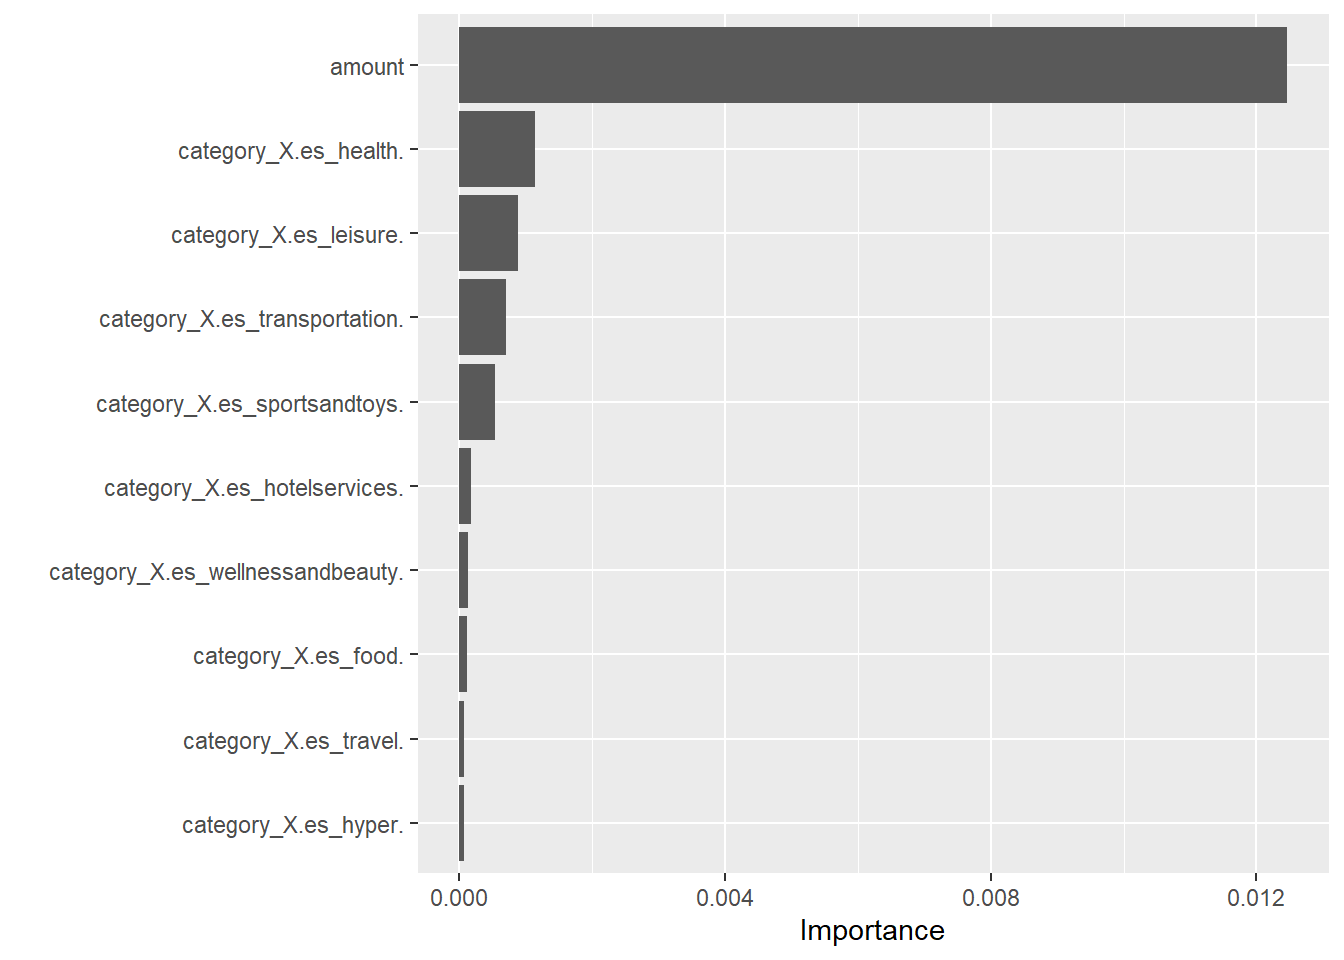 amount
category_X.es_health.
category_X.es_leisure.
category_X.es_transportation.
category_X.es_sportsandtoys.
category_X.es_hotelservices.
category_X.es_wellnessandbeauty.
category_X.es_food.
category_X.es_travel.
category_X.es_hyper.
0.000 0.004 0.008 0.012
Importance